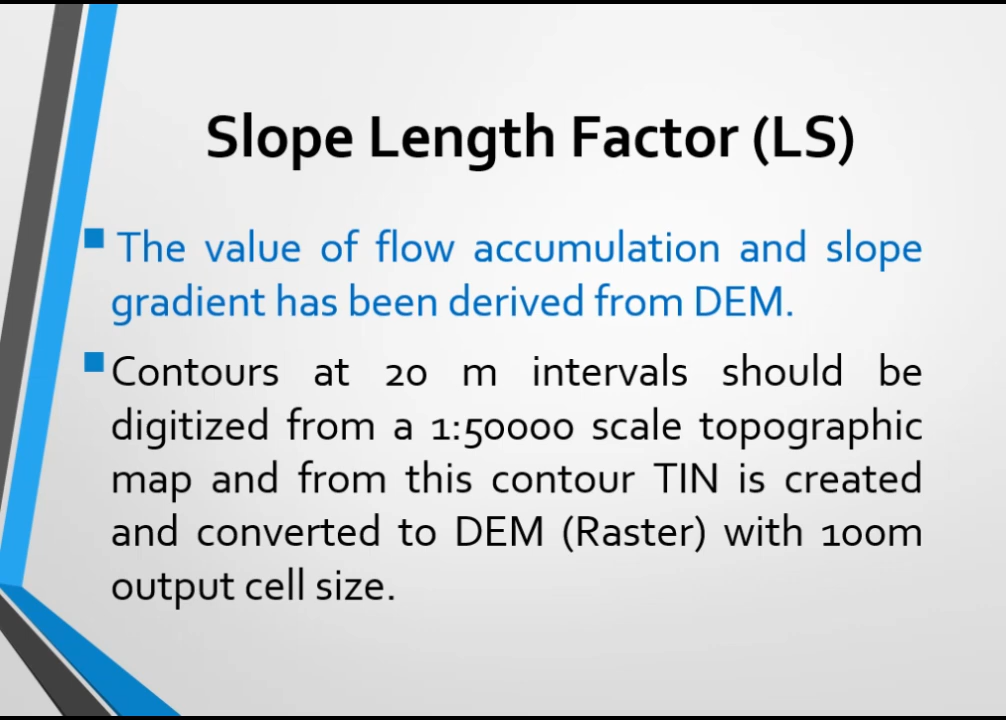 Slope Length Factor (LS)
The value of flow accumulation and slope
gradient has been derived from DEM.
Contours at 20 m intervals should be
digitized from a 1:50000 scale topographic
map and from this contour TIN is created
and converted to DEM (Raster) with 100m
output cell size.